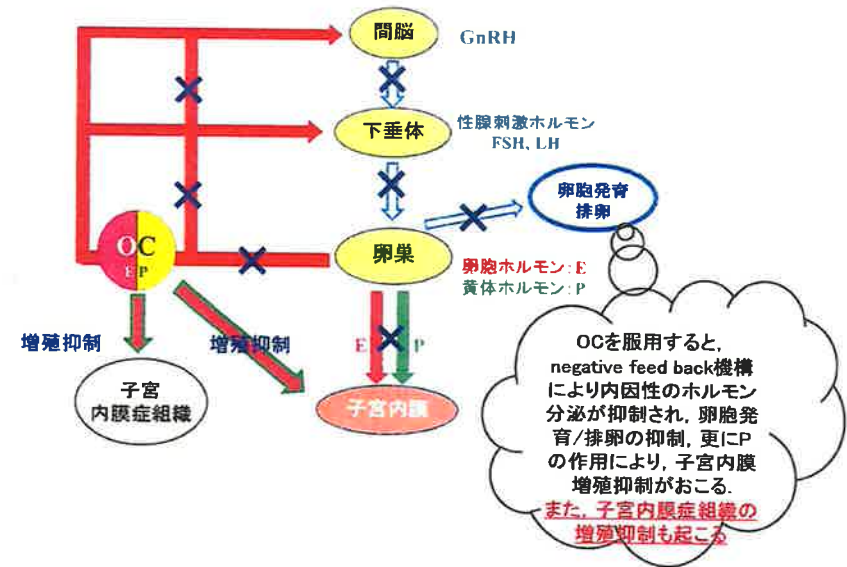 間脳
GnRH
下垂体
性腺刺激ホルモン
FSH、LH
卵胞発育
排卵
OC
E P
卵巣
卵胞ホルモン：E
黄体ホルモン：P
増殖抑制
増殖抑制
E
P
子宮
内膜症組織
子宮内膜
OCを服用すると，
negative feed back機構
により内因性のホルモン
分泌が抑制され，卵胞発
育/排卵の抑制，更にP
の作用により，子宮内膜
増殖抑制がおこる．
また，子宮内膜症組織の
増殖抑制も起こる